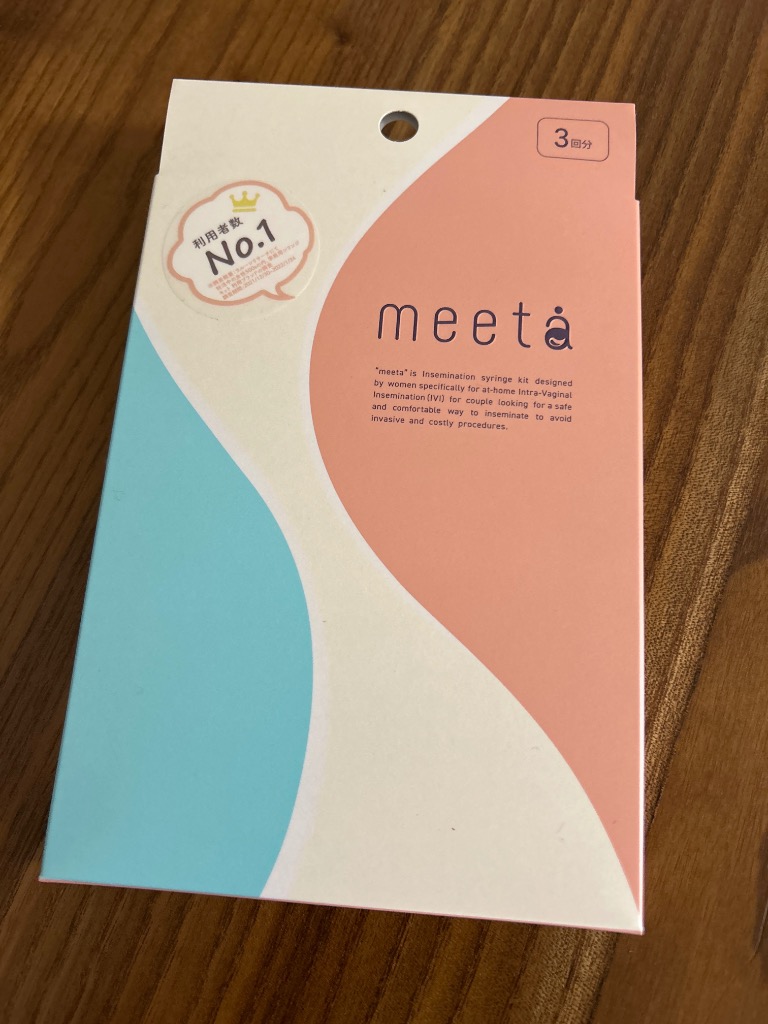 3回分
利用者数
No.1
meeta
"meeta" is Insemination syringe kit designed
by women specifically for at-home Intra-Vaginal
Insemination (IVI) for couple looking for a safe
and comfortable way to inseminate to avoid
invasive and costly procedures.